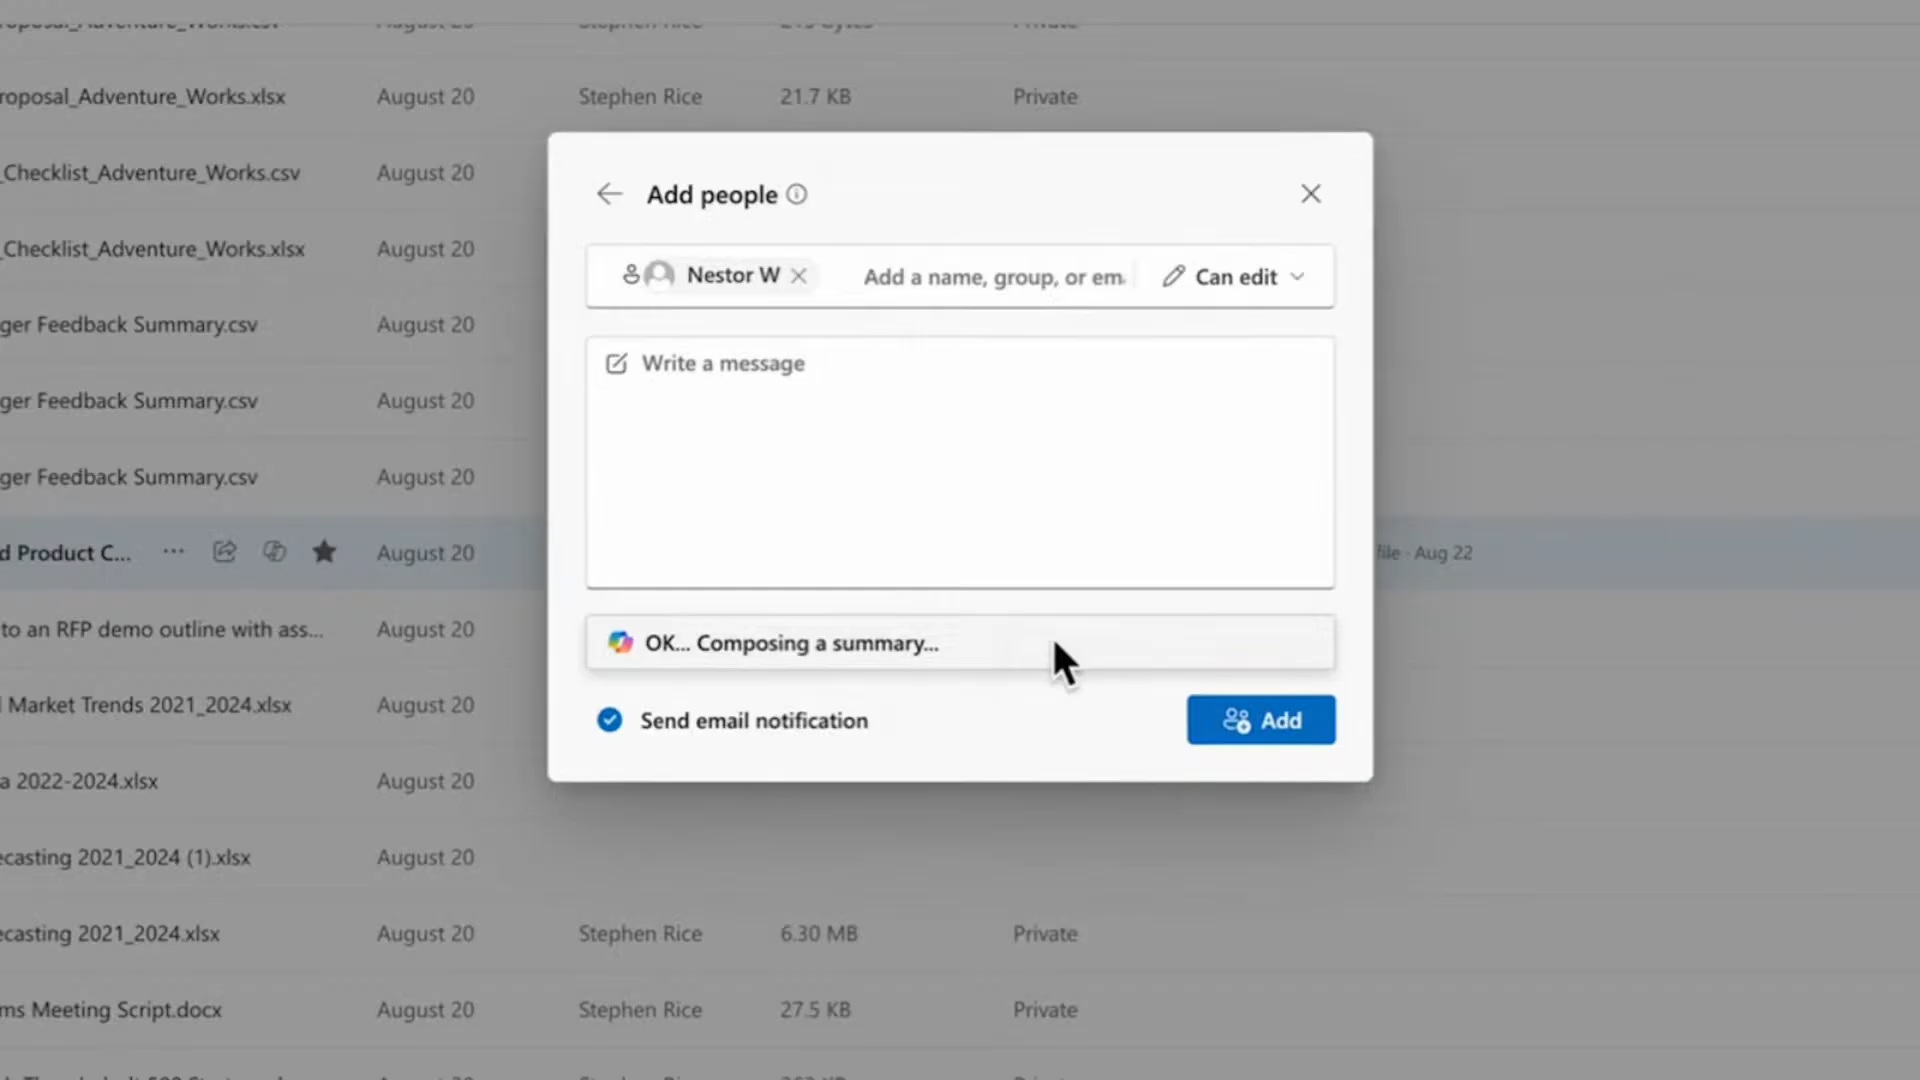 roposal_Adventure_Works.xlsx August 20 Stephen Rice 21.7 KB Private
_Checklist_Adventure_Works.csv August 20
_Checklist_Adventure_Works.xlsx August 20
ger Feedback Summary.csv August 20
ger Feedback Summary.csv August 20
ger Feedback Summary.csv August 20
d Product C... August 20 file · Aug 22
to an RFP demo outline with ass... August 20
Market Trends 2021_2024.xlsx August 20
a 2022-2024.xlsx August 20
ecasting 2021_2024 (1).xlsx August 20
ecasting 2021_2024.xlsx August 20 Stephen Rice 6.30 MB Private
ms Meeting Script.docx August 20 Stephen Rice 27.5 KB Private
Add people
Nestor W Add a name, group, or em Can edit
Write a message
OK... Composing a summary...
Send email notification Add